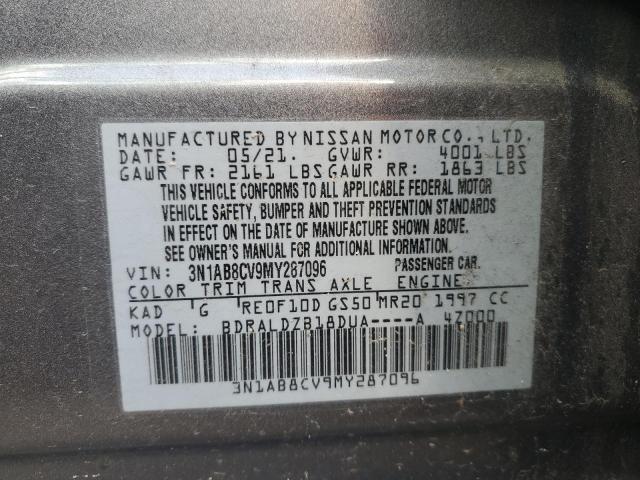 MANUFACTURED BY NISSAN MOTOR CO., LTD.
DATE: 05/21. GVWR: 4001 LBS
GAWR FR: 2161 LBS GAWR RR: 1863 LBS
THIS VEHICLE CONFORMS TO ALL APPLICABLE FEDERAL MOTOR
VEHICLE SAFETY, BUMPER AND THEFT PREVENTION STANDARDS
IN EFFECT ON THE DATE OF MANUFACTURE SHOWN ABOVE.
SEE OWNER'S MANUAL FOR ADDITIONAL INFORMATION.
VIN: 3N1AB8CV9MY287096 PASSENGER CAR.
COLOR TRIM TRANS AXLE ENGINE
KAD G RE0F10D GS50 MR20 1997 CC
MODEL: BDRALDZB18DUA----A 4Z000
3N1AB8CV9MY287096